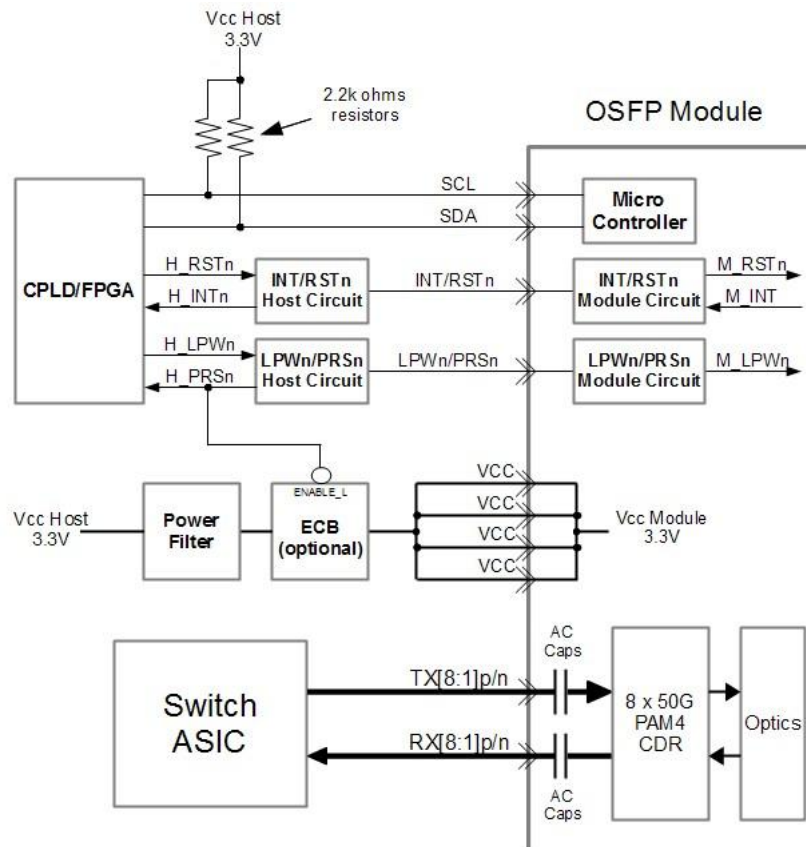 Vcc Host
3.3V
2.2k ohms
resistors
OSFP Module
SCL
SDA
Micro
Controller
CPLD/FPGA
H_RSTn
H_INTn
INT/RSTn
Host Circuit
INT/RSTn
INT/RSTn
Module Circuit
M_RSTn
M_INT
H_LPWn
H_PRSn
LPWn/PRSn
Host Circuit
LPWn/PRSn
LPWn/PRSn
Module Circuit
M_LPWn
Vcc Host
3.3V
Power
Filter
ENABLE_L
ECB
(optional)
VCC
VCC
VCC
VCC
Vcc Module
3.3V
Switch
ASIC
TX[8:1]p/n
RX[8:1]p/n
AC
Caps
AC
Caps
8 x 50G
PAM4
CDR
Optics